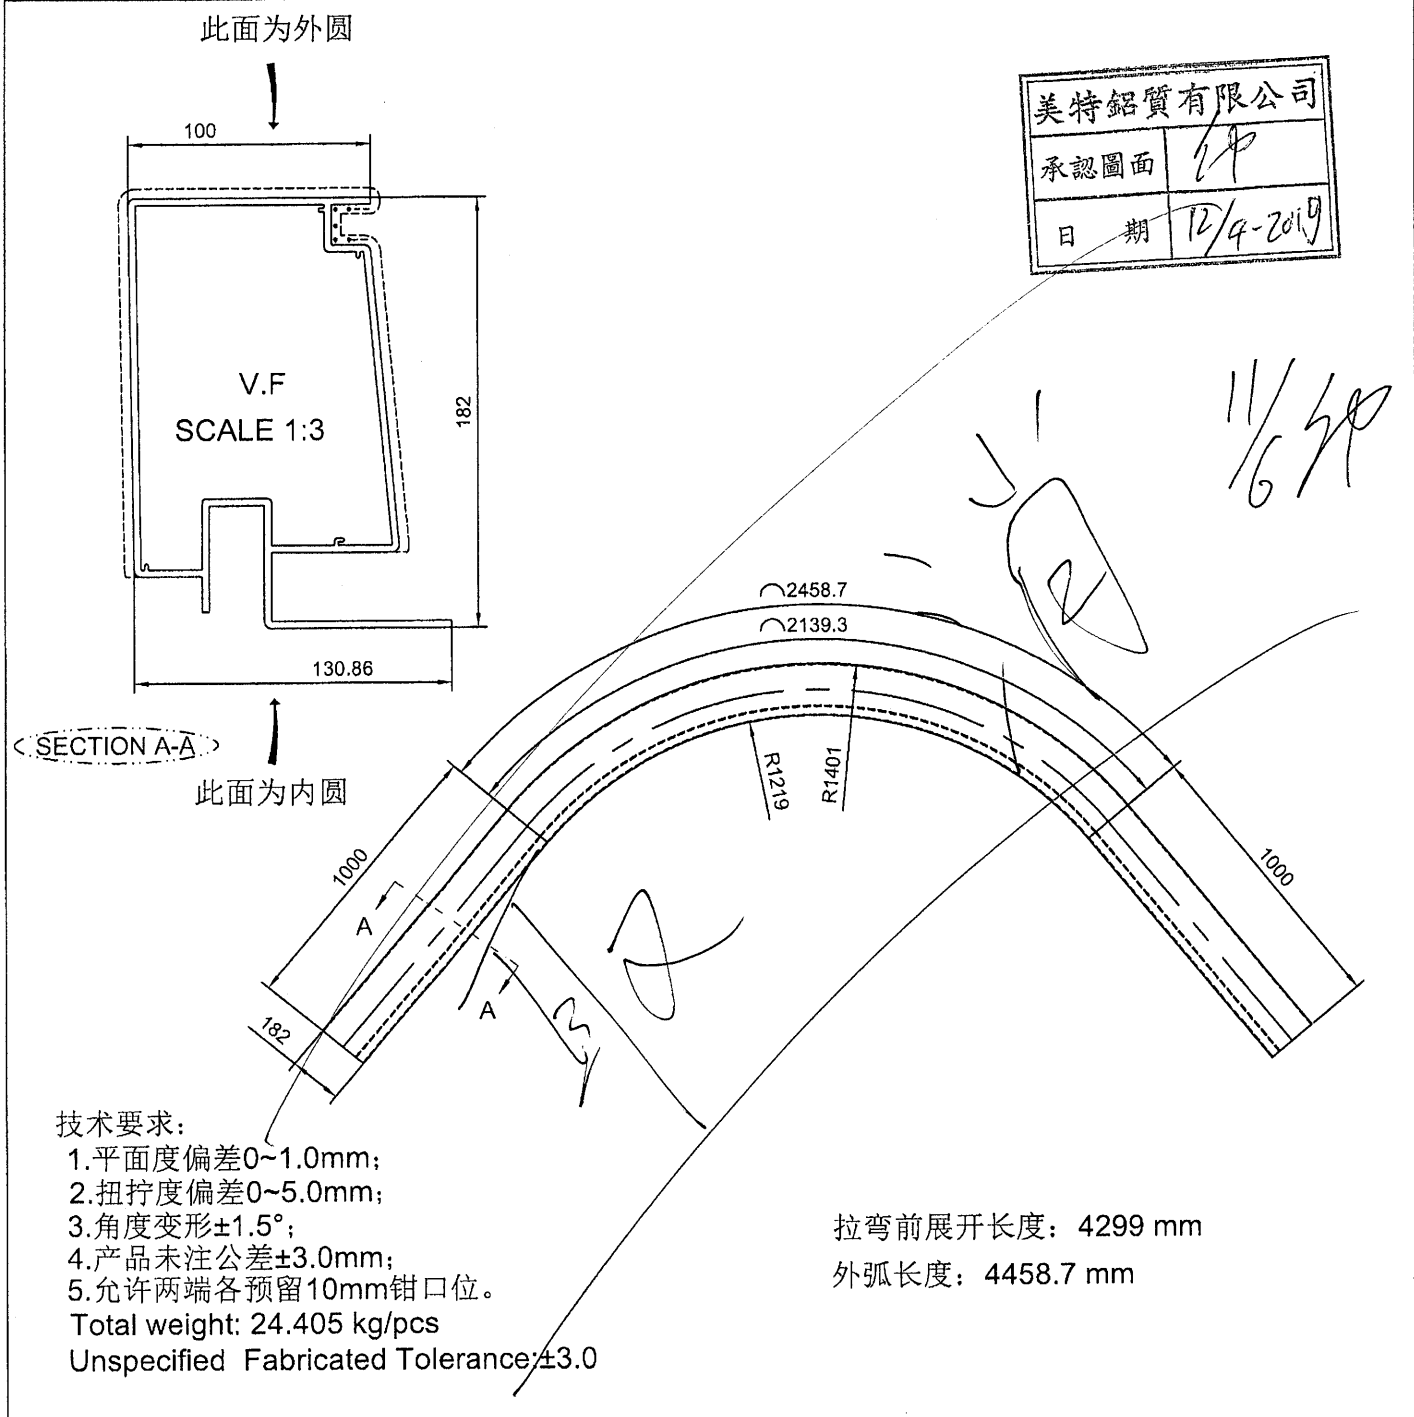 此面为外圆
100
美特鋁質有限公司
承認圖面
日 期 12/4-2019
V.F
SCALE 1:3
182
11/6
⌒2458.7
⌒2139.3
130.86
SECTION A-A
此面为内圆
R1219
R1401
1000
1000
A
A
182
技术要求:
1.平面度偏差0~1.0mm;
2.扭拧度偏差0~5.0mm;
3.角度变形±1.5°;
4.产品未注公差±3.0mm;
5.允许两端各预留10mm钳口位。
Total weight: 24.405 kg/pcs
Unspecified Fabricated Tolerance:±3.0
拉弯前展开长度: 4299 mm
外弧长度: 4458.7 mm